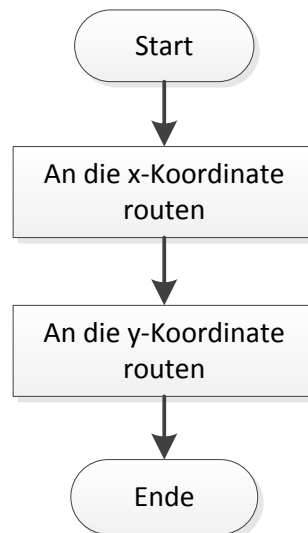 Start
An die x-Koordinate
routen
An die y-Koordinate
routen
Ende